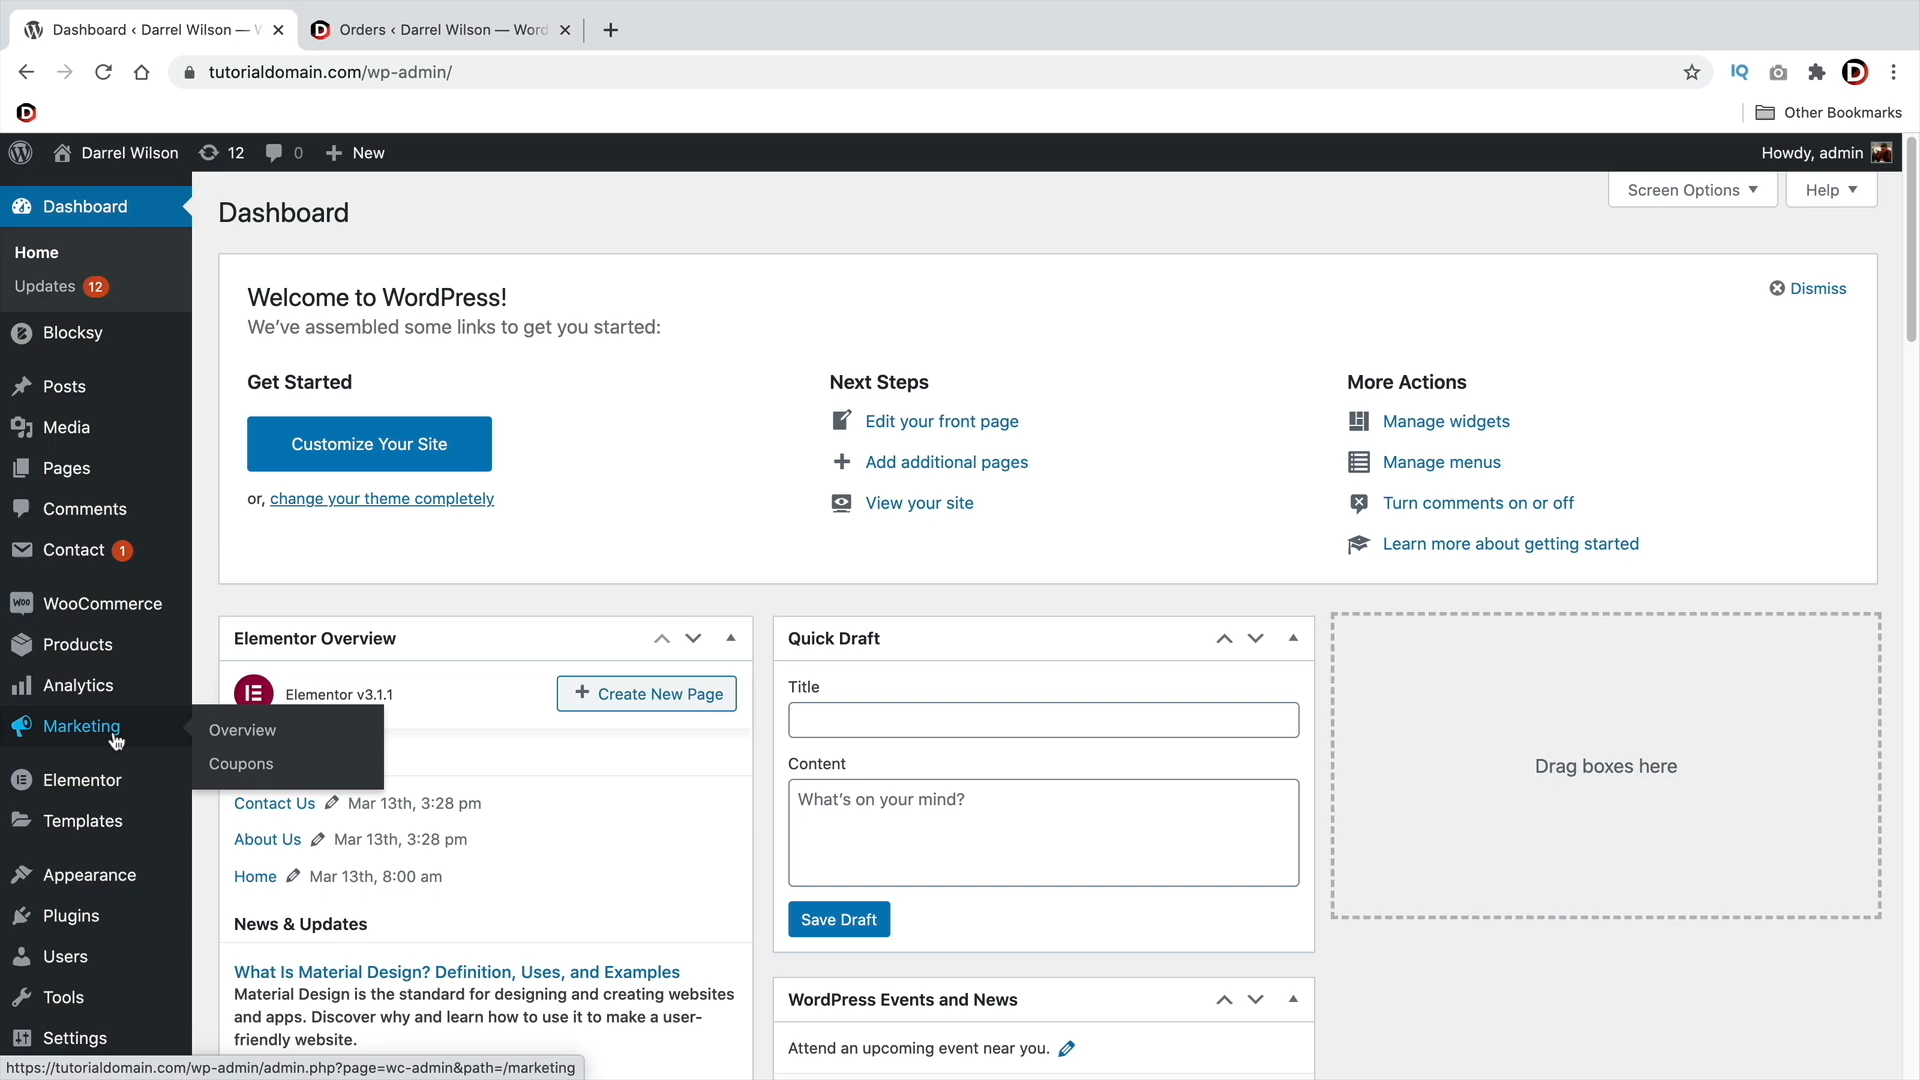 Dashboard ‹ Darrel Wilson — W
Orders ‹ Darrel Wilson — Word
tutorialdomain.com/wp-admin/
IQ
Other Bookmarks
Darrel Wilson
12
0
New
Howdy, admin
Dashboard
Home
Updates 12
Blocksy
Posts
Media
Pages
Comments
Contact 1
WooCommerce
Products
Analytics
Marketing
Overview
Coupons
Elementor
Templates
Appearance
Plugins
Users
Tools
Settings
Dashboard
Screen Options
Help
Welcome to WordPress!
We've assembled some links to get you started:
Dismiss
Get Started
Customize Your Site
or, change your theme completely
Next Steps
Edit your front page
Add additional pages
View your site
More Actions
Manage widgets
Manage menus
Turn comments on or off
Learn more about getting started
Elementor Overview
Elementor v3.1.1
Create New Page
Contact Us Mar 13th, 3:28 pm
About Us Mar 13th, 3:28 pm
Home Mar 13th, 8:00 am
News & Updates
What Is Material Design? Definition, Uses, and Examples
Material Design is the standard for designing and creating websites
and apps. Discover why and learn how to use it to make a user-
friendly website.
Quick Draft
Title
Content
What's on your mind?
Save Draft
WordPress Events and News
Attend an upcoming event near you.
Drag boxes here
https://tutorialdomain.com/wp-admin/admin.php?page=wc-admin&path=/marketing